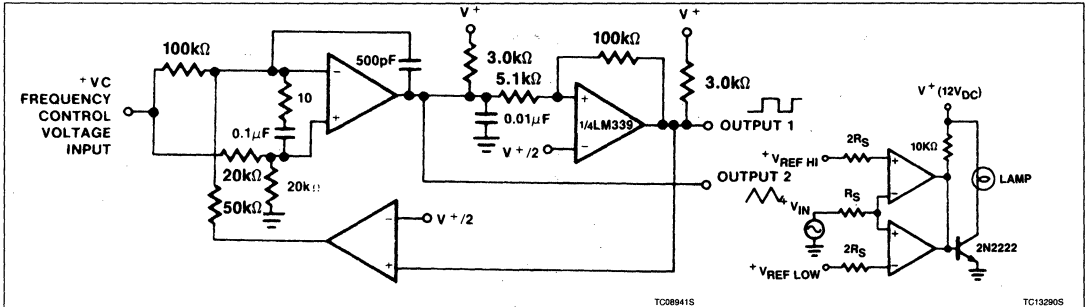 V+
V+
100kΩ
500pF
3.0kΩ
5.1kΩ
100kΩ
3.0kΩ
+VC
FREQUENCY
CONTROL
VOLTAGE
INPUT
10
0.1μF
−
+
0.01μF
+
−
1/4LM339
V+/2
OUTPUT 1
20kΩ
20kΩ
50kΩ
OUTPUT 2
−
+
V+/2
TC08941S
V+ (12VDC)
10KΩ
2RS
+VREF HI
+
−
LAMP
+VIN
RS
+
−
2RS
2N2222
+VREF LOW
TC13290S